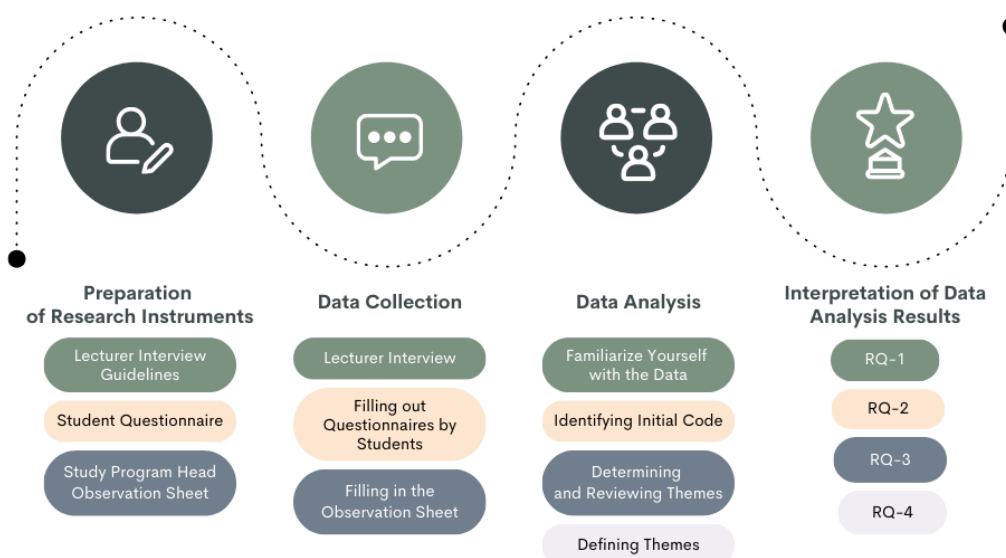 Preparation
of Research Instruments
Lecturer Interview
Guidelines
Student Questionnaire
Study Program Head
Observation Sheet
Data Collection
Lecturer Interview
Filling out
Questionnaires by
Students
Filling in the
Observation Sheet
Data Analysis
Familiarize Yourself
with the Data
Identifying Initial Code
Determining
and Reviewing Themes
Defining Themes
Interpretation of Data
Analysis Results
RQ-1
RQ-2
RQ-3
RQ-4